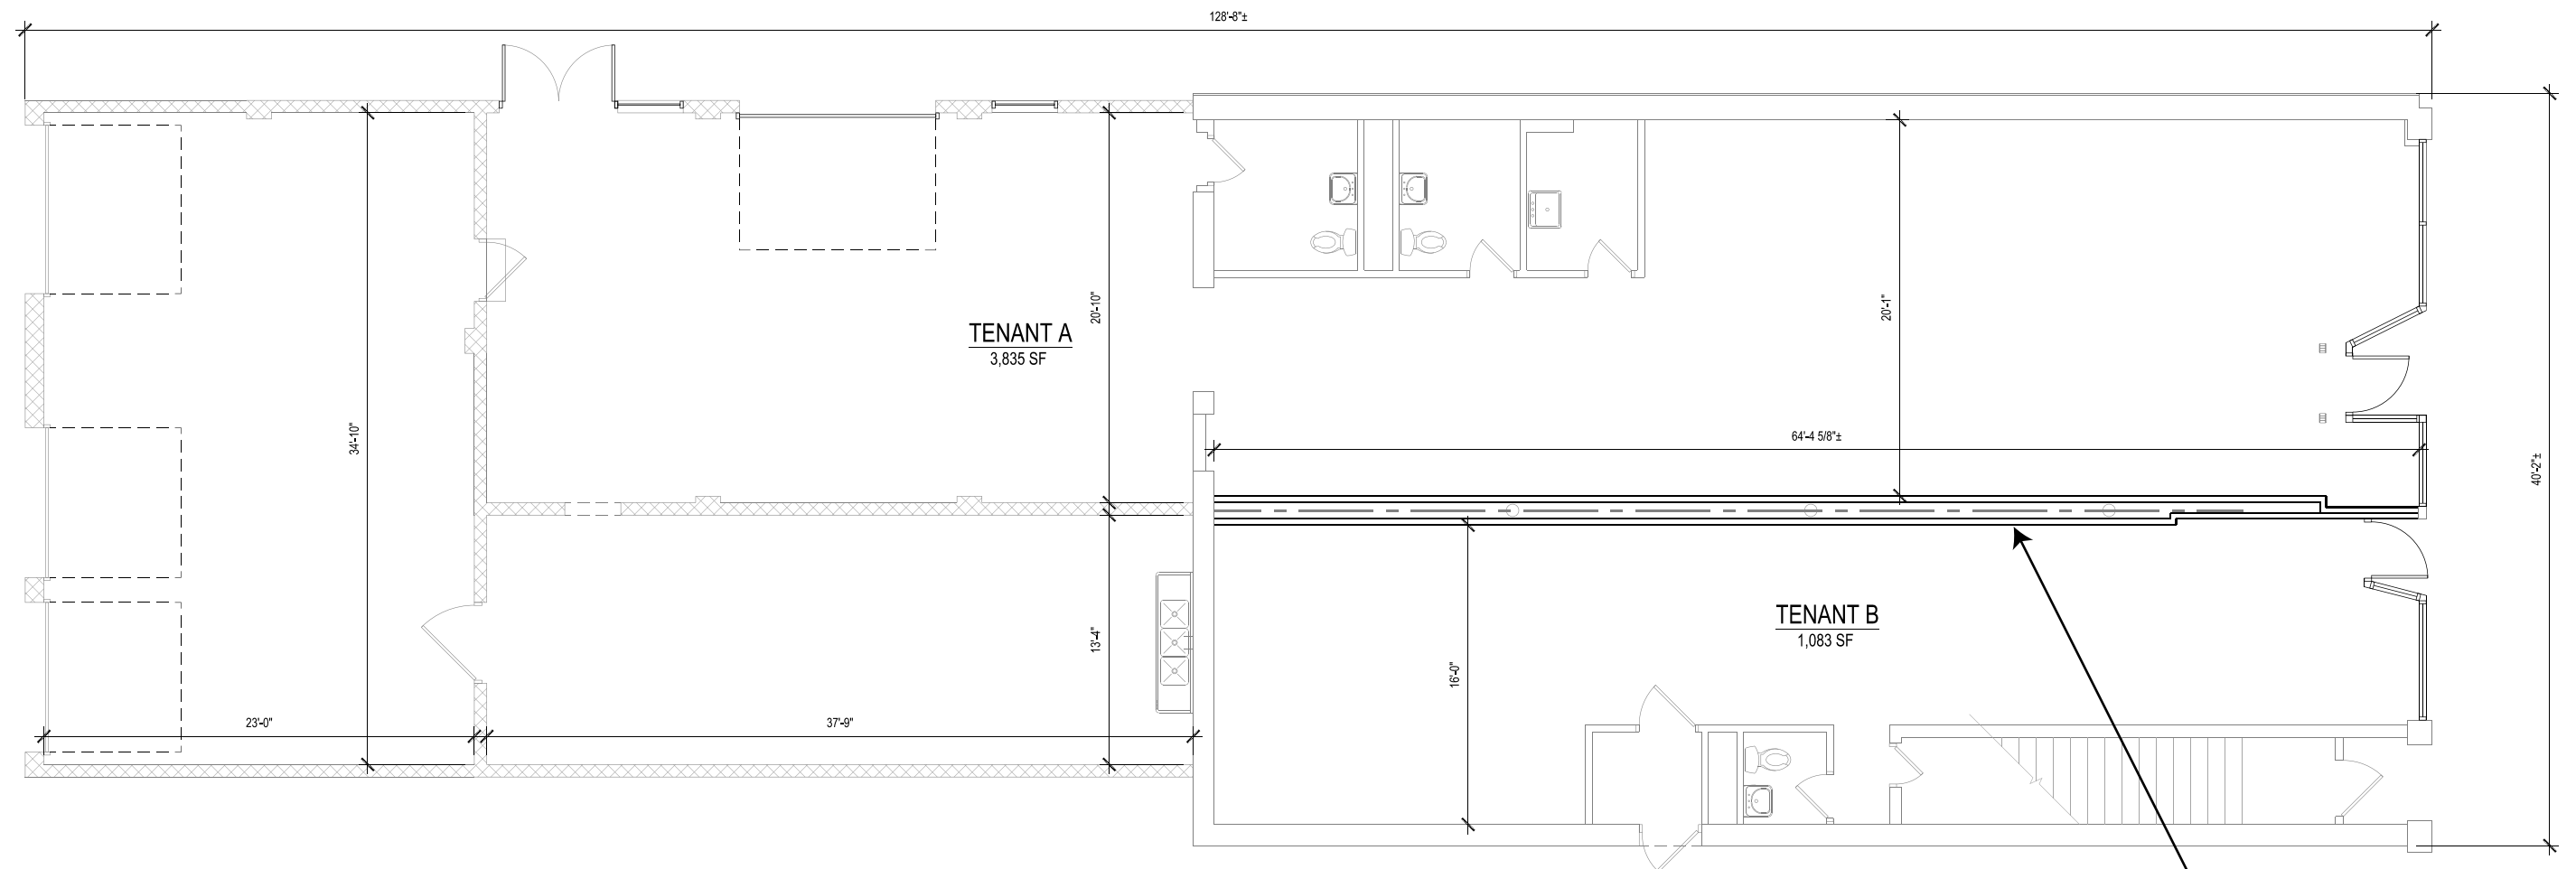 128'-8"±
TENANT A
3,835 SF
20'-10"
20'-1"
34'-10"
64'-4 5/8"±
40'-2"±
TENANT B
1,083 SF
13'-4"
16'-0"
23'-0"
37'-9"